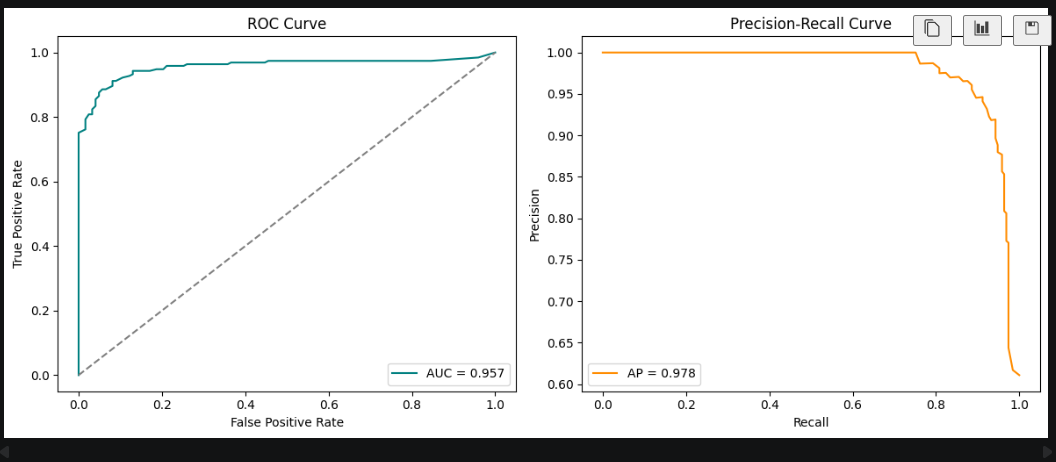 ROC Curve
1.0
0.8
0.6
0.4
0.2
0.0
True Positive Rate
AUC = 0.957
0.0 0.2 0.4 0.6 0.8 1.0
False Positive Rate
Precision-Recall Curve
1.00
0.95
0.90
0.85
0.80
0.75
0.70
0.65
0.60
Precision
AP = 0.978
0.0 0.2 0.4 0.6 0.8 1.0
Recall